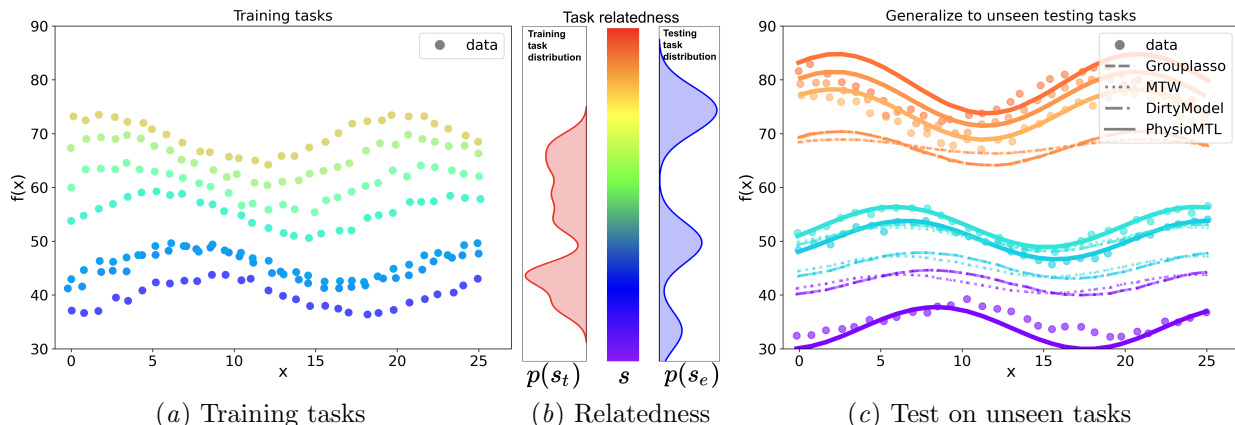 Training tasks
90
80
70
60
50
40
30
f(x)
0 5 10 15 20 25
x
data
(a) Training tasks
Task relatedness
Training
task
distribution
Testing
task
distribution
p(s_t) s p(s_e)
(b) Relatedness
Generalize to unseen testing tasks
90
80
70
60
50
40
30
f(x)
0 5 10 15 20 25
x
data
Grouplasso
MTW
DirtyModel
PhysioMTL
(c) Test on unseen tasks